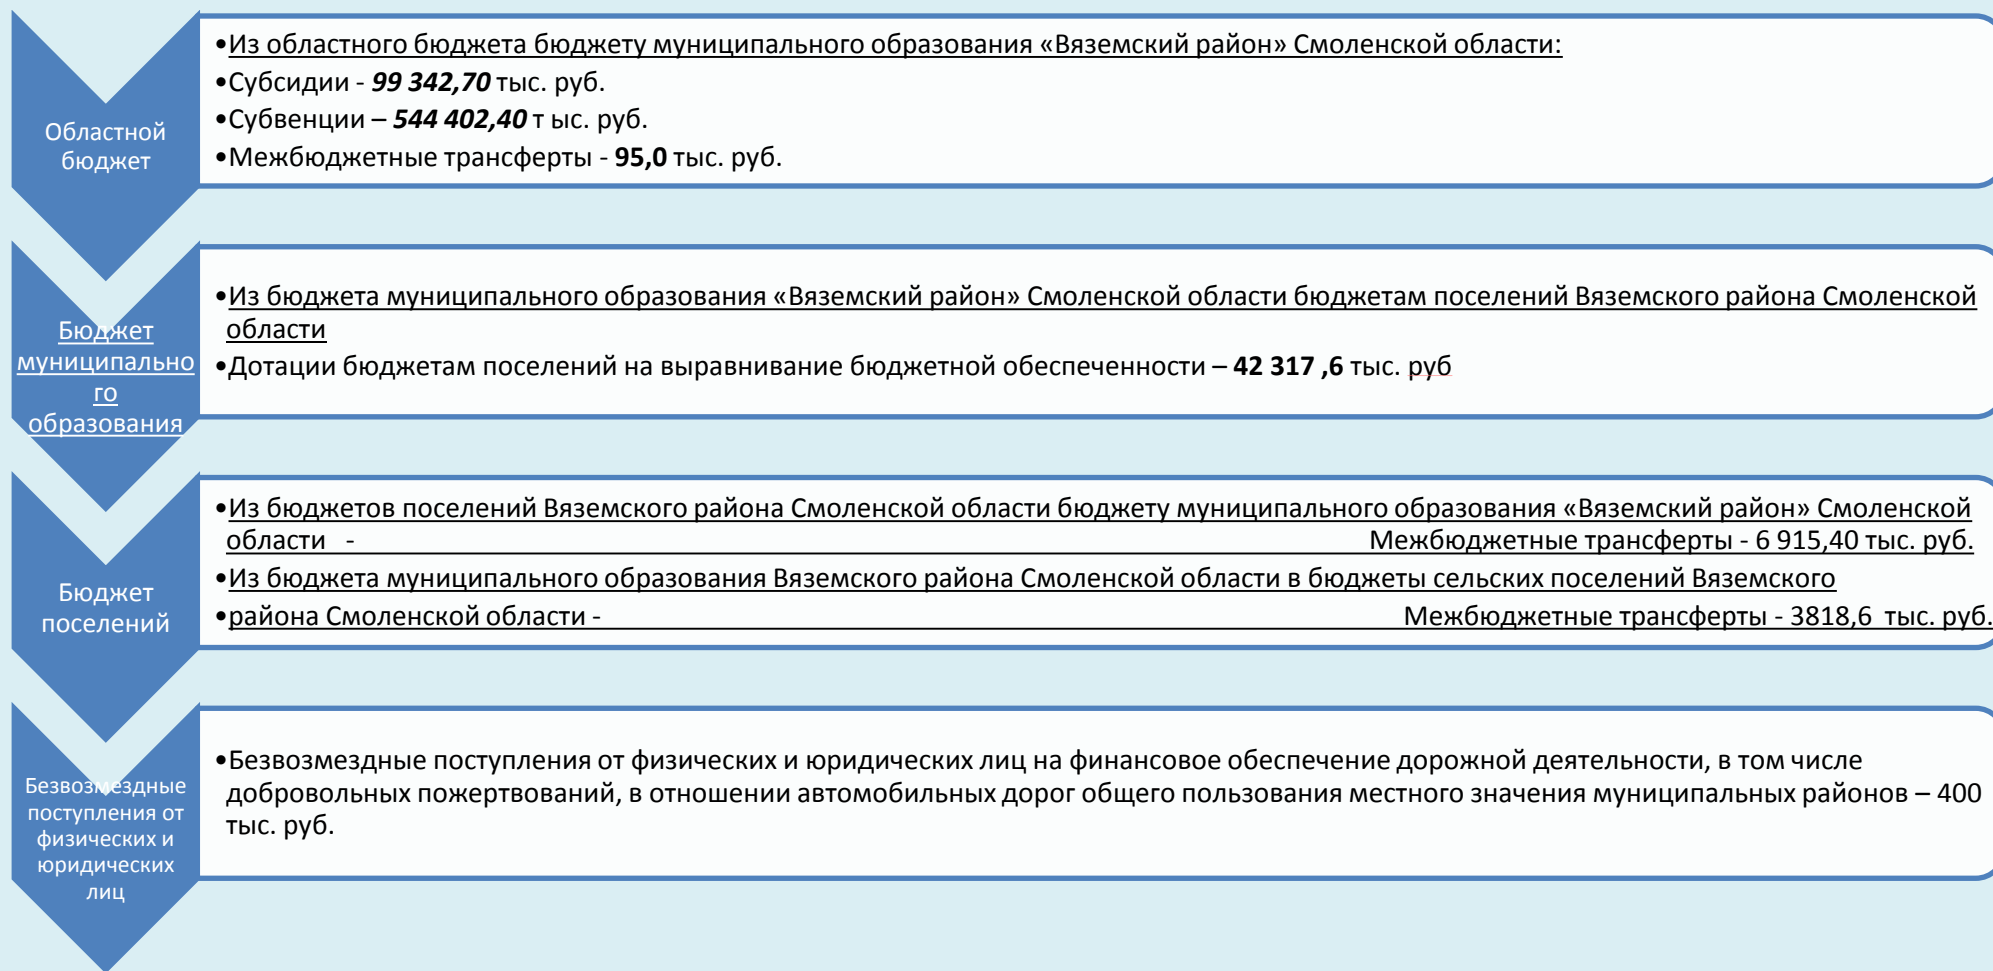 Областной
бюджет
•Из областного бюджета бюджету муниципального образования «Вяземский район» Смоленской области:
•Субсидии - 99 342,70 тыс. руб.
•Субвенции – 544 402,40 т ыс. руб.
•Межбюджетные трансферты - 95,0 тыс. руб.
Бюджет
муниципально
го
образования
•Из бюджета муниципального образования «Вяземский район» Смоленской области бюджетам поселений Вяземского района Смоленской
области
•Дотации бюджетам поселений на выравнивание бюджетной обеспеченности – 42 317 ,6 тыс. руб
Бюджет
поселений
•Из бюджетов поселений Вяземского района Смоленской области бюджету муниципального образования «Вяземский район» Смоленской
области - Межбюджетные трансферты - 6 915,40 тыс. руб.
•Из бюджета муниципального образования Вяземского района Смоленской области в бюджеты сельских поселений Вяземского
•района Смоленской области - Межбюджетные трансферты - 3818,6 тыс. руб.
Безвозмездные
поступления от
физических и
юридических
лиц
•Безвозмездные поступления от физических и юридических лиц на финансовое обеспечение дорожной деятельности, в том числе
добровольных пожертвований, в отношении автомобильных дорог общего пользования местного значения муниципальных районов – 400
тыс. руб.